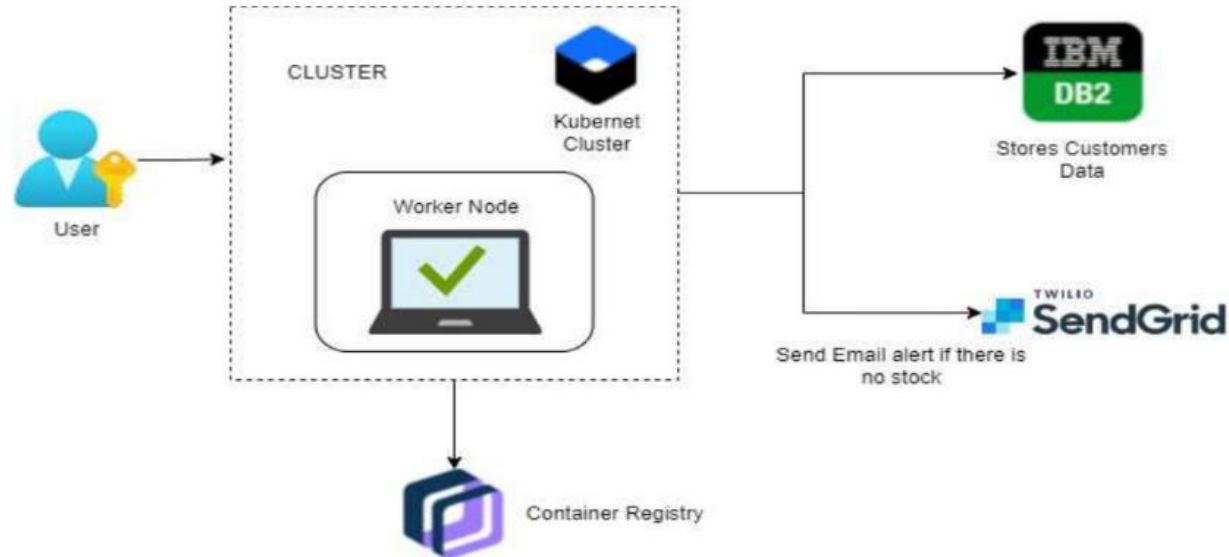 CLUSTER
Kubernet
Cluster
User
Worker Node
IBM
DB2
Stores Customers
Data
TWILIO
SendGrid
Send Email alert if there is
no stock
Container Registry